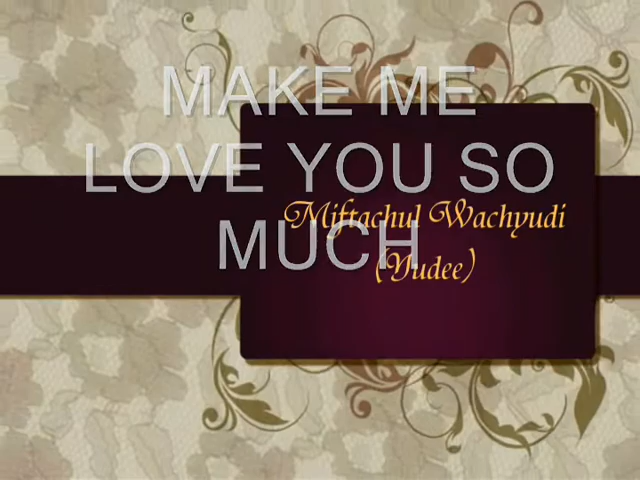 MAKE ME
LOVE YOU SO
MUCH
Miftachul Wachyudi
(Yudee)